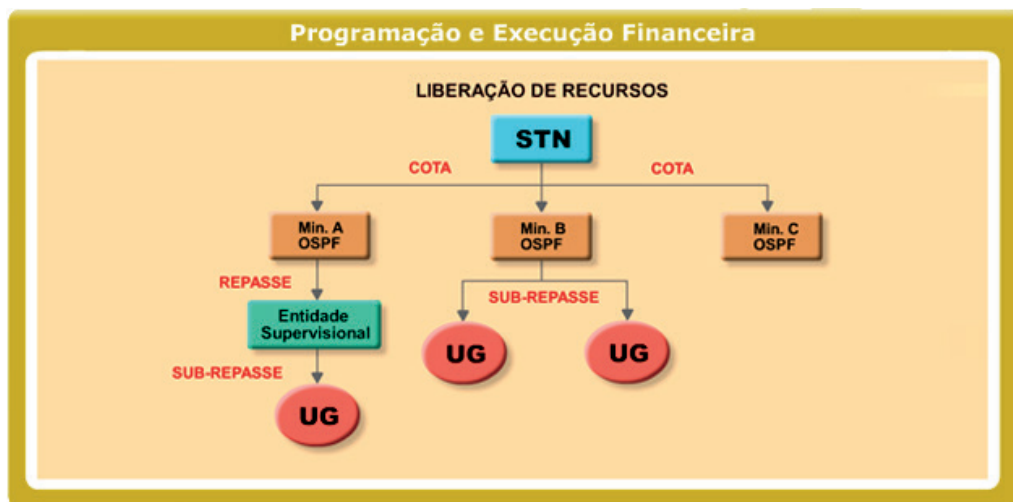 Programação e Execução Financeira
LIBERAÇÃO DE RECURSOS
STN
COTA
COTA
Min. A
OSPF
Min. B
OSPF
Min. C
OSPF
REPASSE
SUB-REPASSE
Entidade
Supervisional
UG
UG
SUB-REPASSE
UG